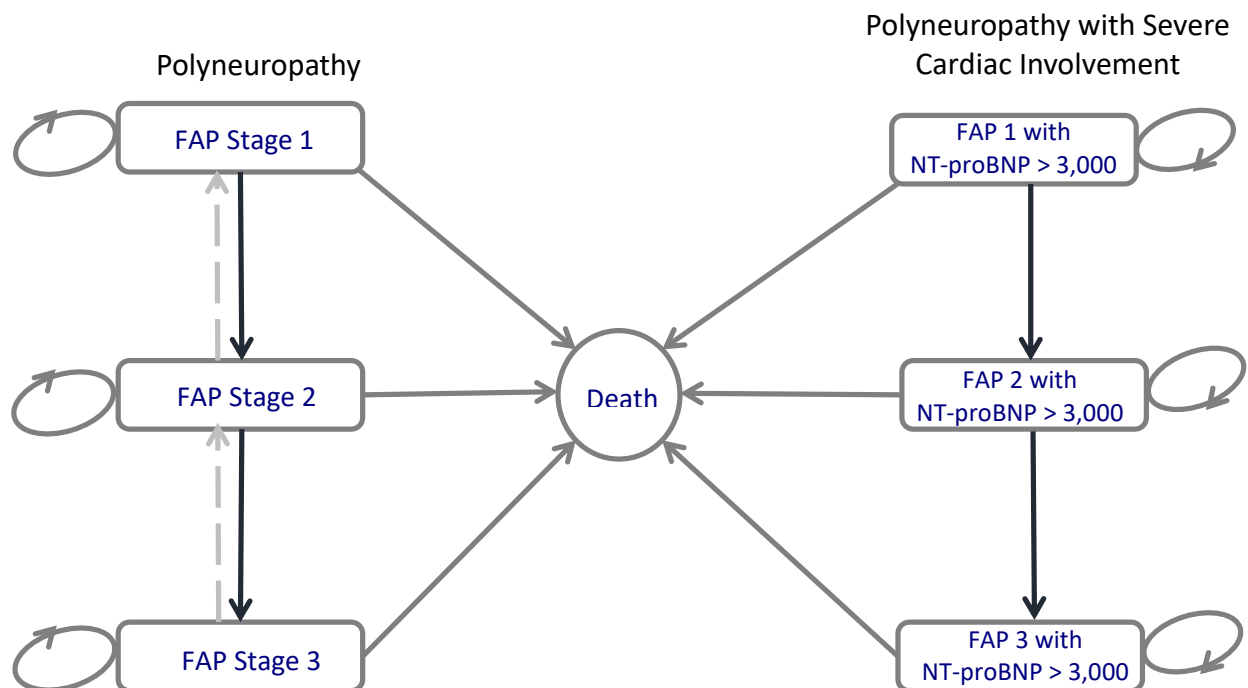 Polyneuropathy
Polyneuropathy with Severe
Cardiac Involvement
FAP Stage 1
FAP 1 with
NT-proBNP > 3,000
FAP Stage 2
Death
FAP 2 with
NT-proBNP > 3,000
FAP Stage 3
FAP 3 with
NT-proBNP > 3,000